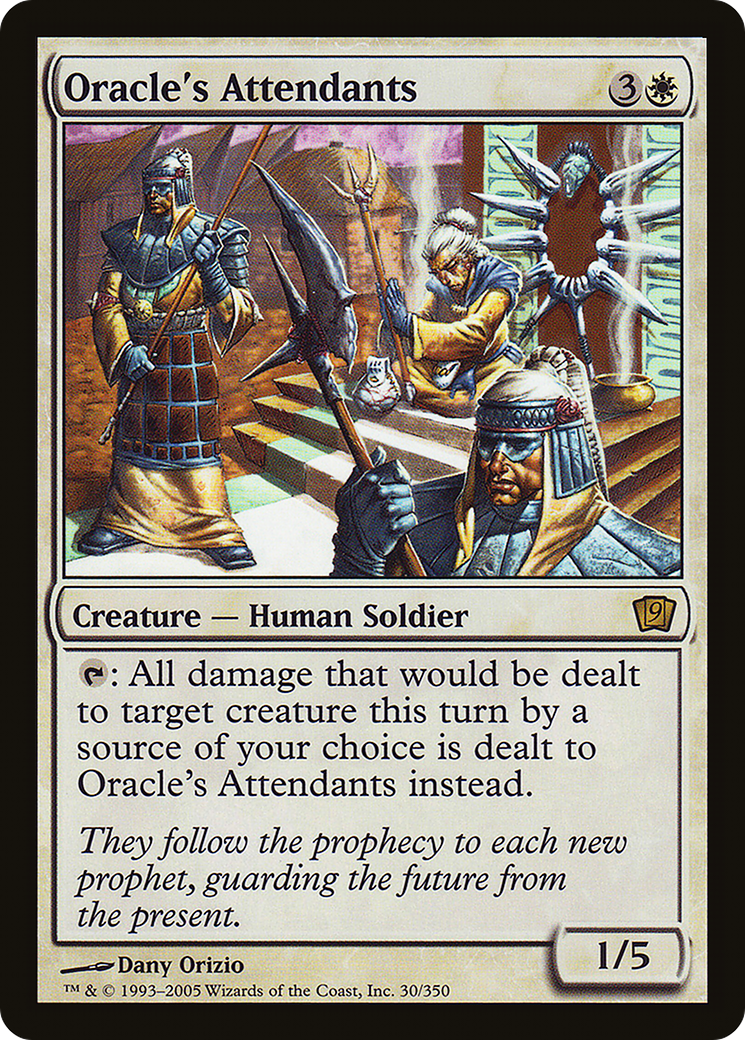 Oracle's Attendants 3
Creature — Human Soldier 9
: All damage that would be dealt
to target creature this turn by a
source of your choice is dealt to
Oracle's Attendants instead.
They follow the prophecy to each new
prophet, guarding the future from
the present.
1/5
Dany Orizio
™ & © 1993–2005 Wizards of the Coast, Inc. 30/350